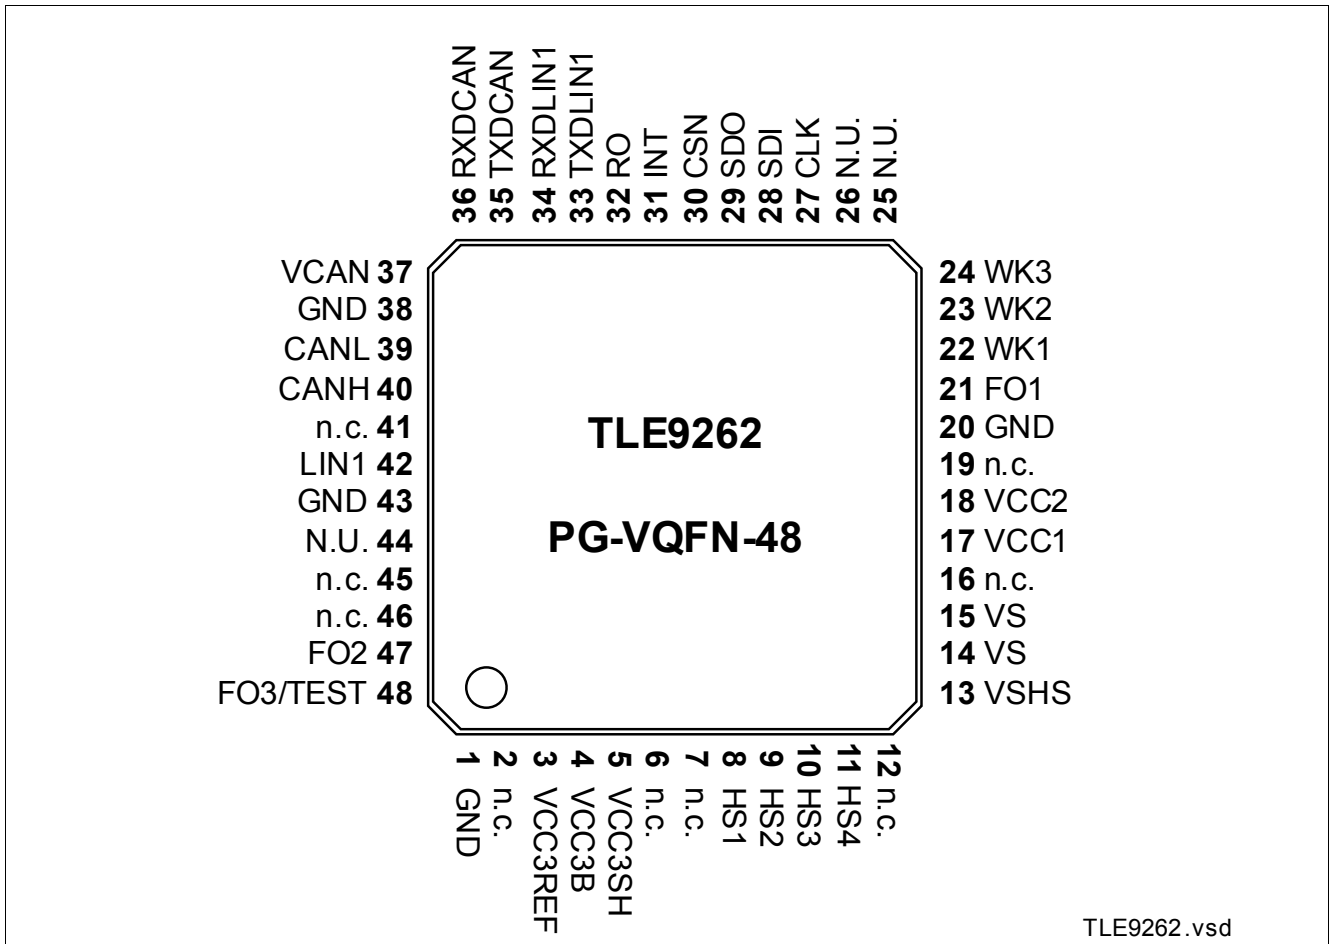 36 RXDCAN
35 TXDCAN
34 RXDLIN1
33 TXDLIN1
32 RO
31 INT
30 CSN
29 SDO
28 SDI
27 CLK
26 N.U.
25 N.U.
VCAN 37
GND 38
CANL 39
CANH 40
n.c. 41
LIN1 42
GND 43
N.U. 44
n.c. 45
n.c. 46
FO2 47
FO3/TEST 48
TLE9262
PG-VQFN-48
24 WK3
23 WK2
22 WK1
21 FO1
20 GND
19 n.c.
18 VCC2
17 VCC1
16 n.c.
15 VS
14 VS
13 VSHS
1 GND
2 n.c.
3 VCC3REF
4 VCC3B
5 VCC3SH
6 n.c.
7 n.c.
8 HS1
9 HS2
10 HS3
11 HS4
12 n.c.
TLE9262.vsd